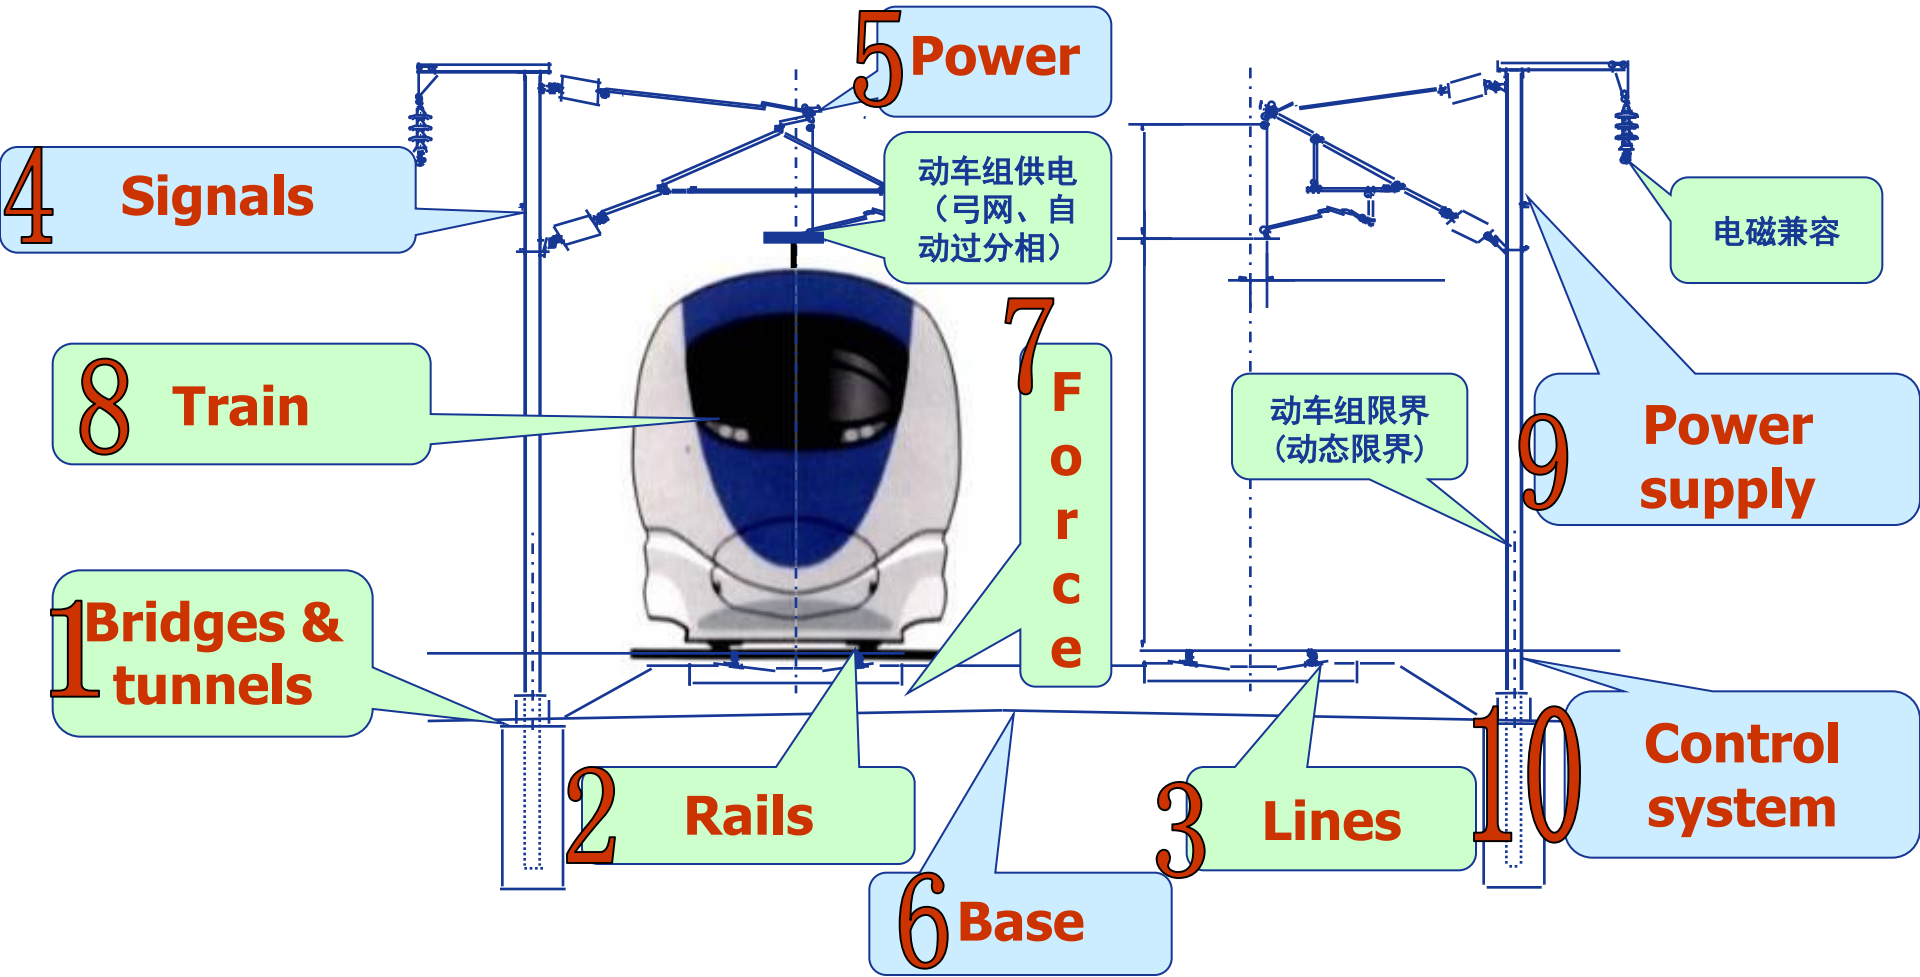 5 Power
4 Signals
动车组供电
（弓网、自
动过分相）
电磁兼容
7
F
o
r
c
e
8 Train
动车组限界
（动态限界）
9 Power
supply
1 Bridges &
tunnels
2 Rails
3 Lines
10 Control
system
6 Base